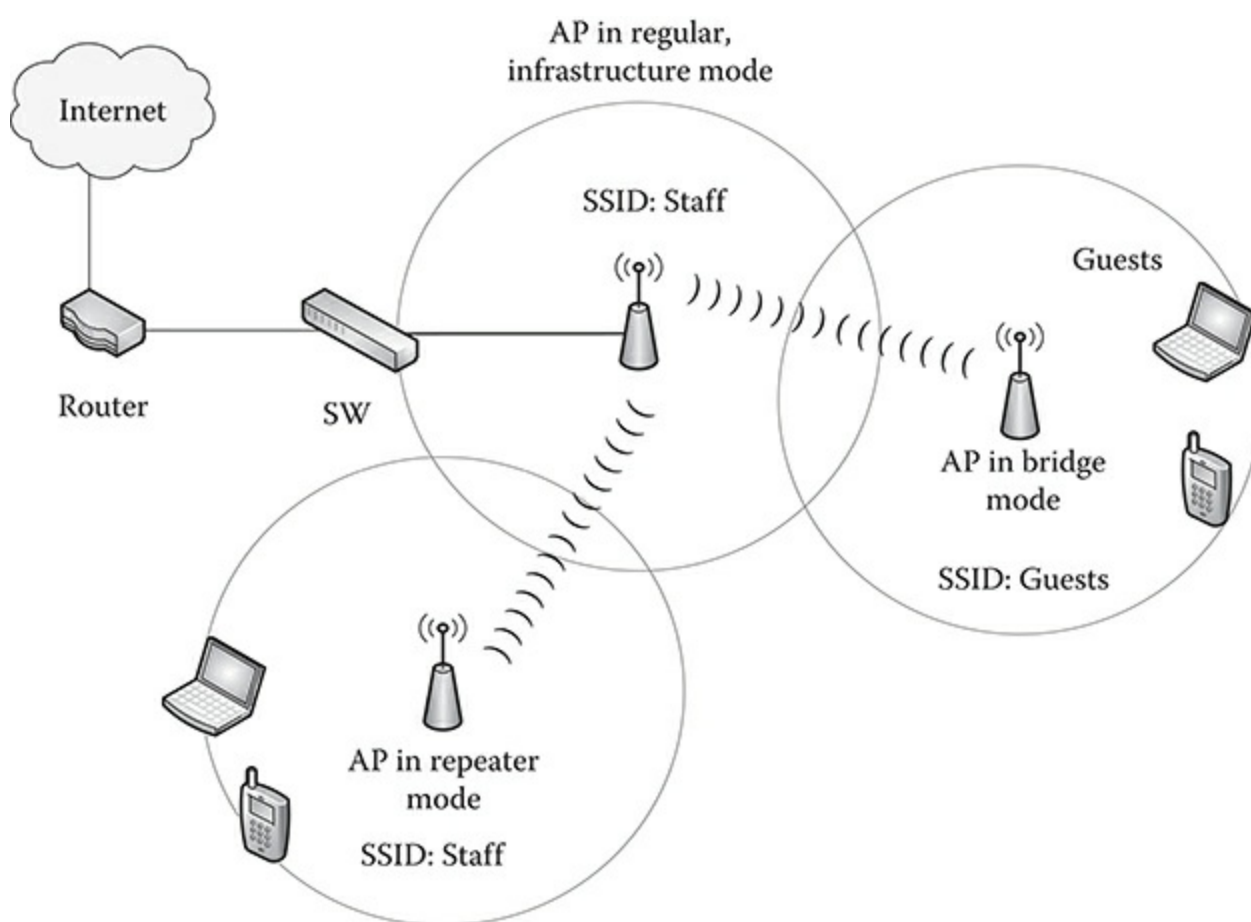 AP in regular,
infrastructure mode
Internet
SSID: Staff
Guests
Router
SW
AP in bridge
mode
SSID: Guests
AP in repeater
mode
SSID: Staff